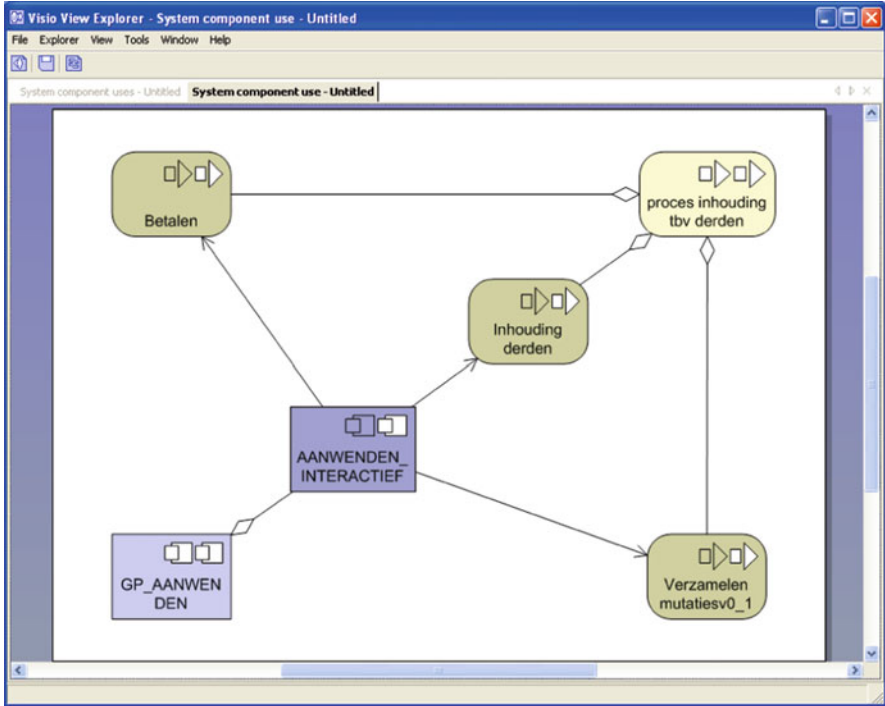 Visio View Explorer - System component use - Untitled
File Explorer View Tools Window Help
System component uses - Untitled System component use - Untitled
Betalen
proces inhouding
tbv derden
Inhouding
derden
AANWENDEN_
INTERACTIEF
GP_AANWEN
DEN
Verzamelen
mutatiesv0_1